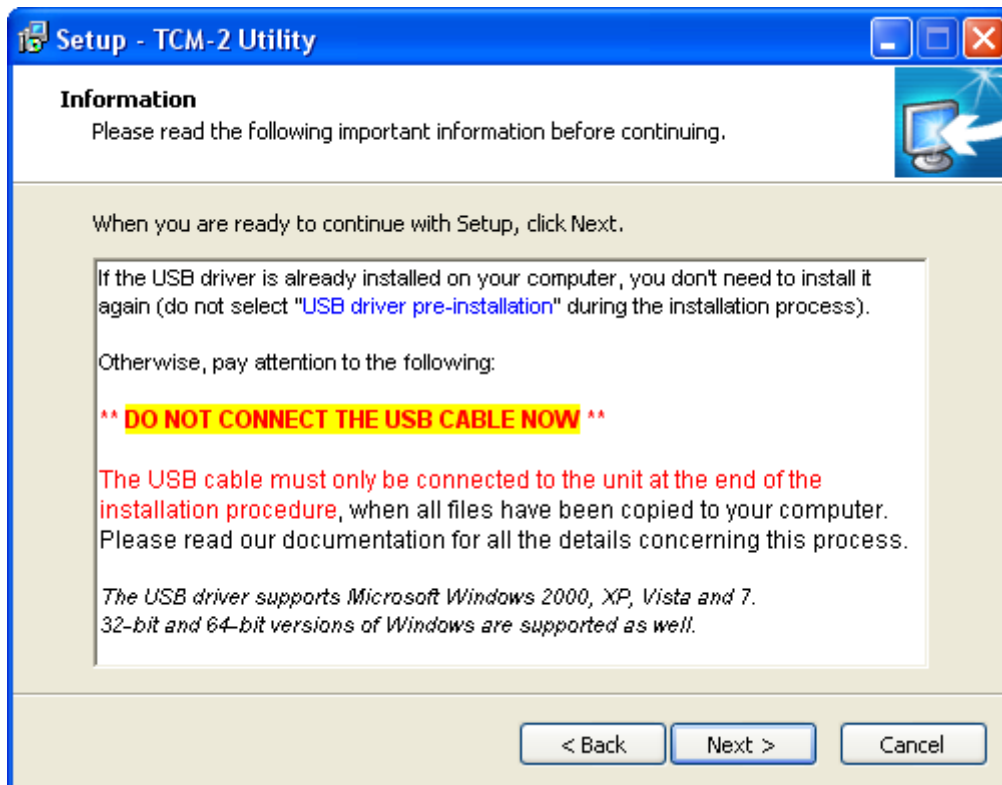 Setup - TCM-2 Utility
Information
Please read the following important information before continuing.
When you are ready to continue with Setup, click Next.
If the USB driver is already installed on your computer, you don't need to install it
again (do not select "USB driver pre-installation" during the installation process).
Otherwise, pay attention to the following:
** DO NOT CONNECT THE USB CABLE NOW **
The USB cable must only be connected to the unit at the end of the
installation procedure, when all files have been copied to your computer.
Please read our documentation for all the details concerning this process.
The USB driver supports Microsoft Windows 2000, XP, Vista and 7.
32-bit and 64-bit versions of Windows are supported as well.
< Back Next > Cancel